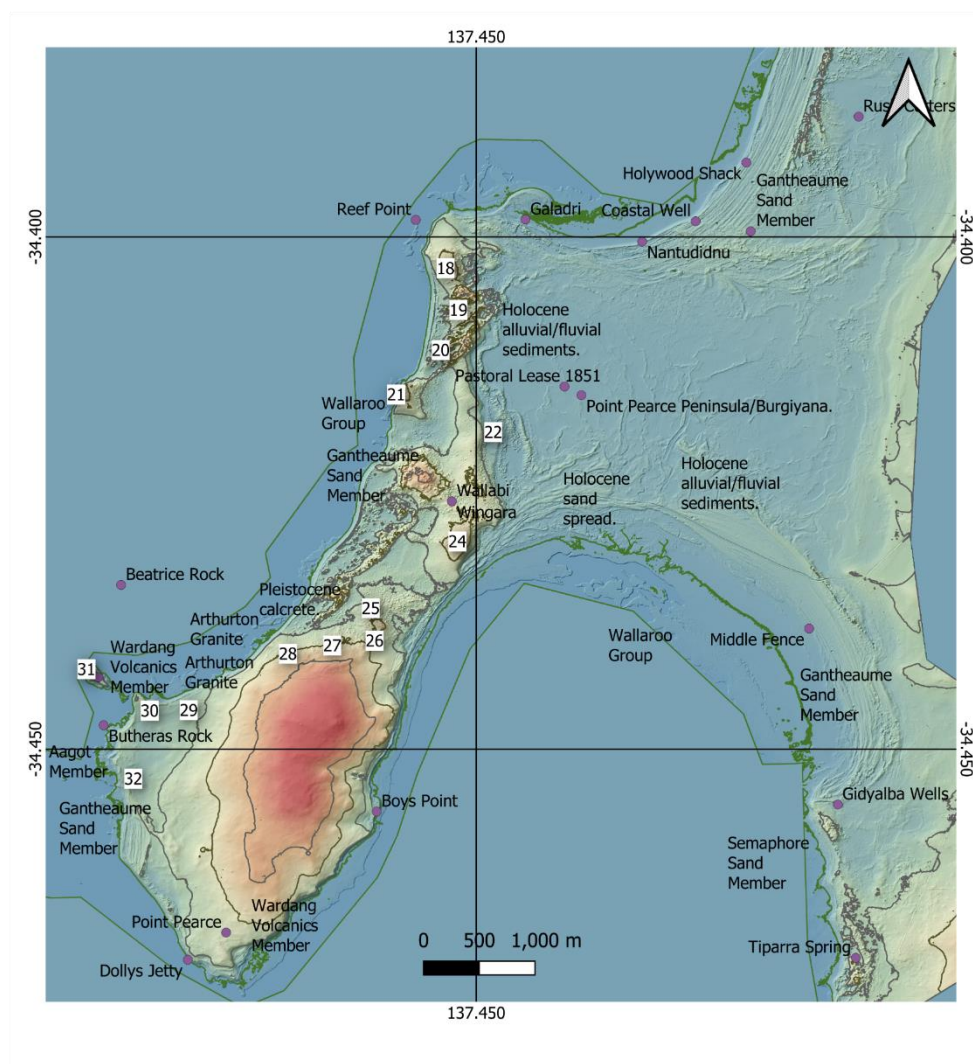 137.450
Rus
ters
Holywood Shack
Gantheaume
Sand
Member
Reef Point
Galadri
Coastal Well
-34.400
-34.400
Nantudidnu
18
19
Holocene
alluvial/fluvial
sediments.
20
Pastoral Lease 1851
21
Point Pearce Peninsula/Burgiyana.
Wallaroo
Group
22
Gantheaume
Sand
Member
Holocene
alluvial/fluvial
sediments.
Holocene
sand
spread.
Wallabi
Wingara
24
Beatrice Rock
Pleistocene
calcrete.
25
Arthurton
Granite
Wallaroo
Group
Middle Fence
26
27
28
Wardang
Volcanics
Member
31
Arthurton
Granite
Gantheaume
Sand
Member
30
29
Butheras Rock
-34.450
-34.450
Aagot
Member
32
Gantheaume
Sand
Member
Boys Point
Gidyalba Wells
Semaphore
Sand
Member
Wardang
Volcanics
Member
Point Pearce
0 500 1,000 m
Tiparra Spring
Dollys Jetty
137.450